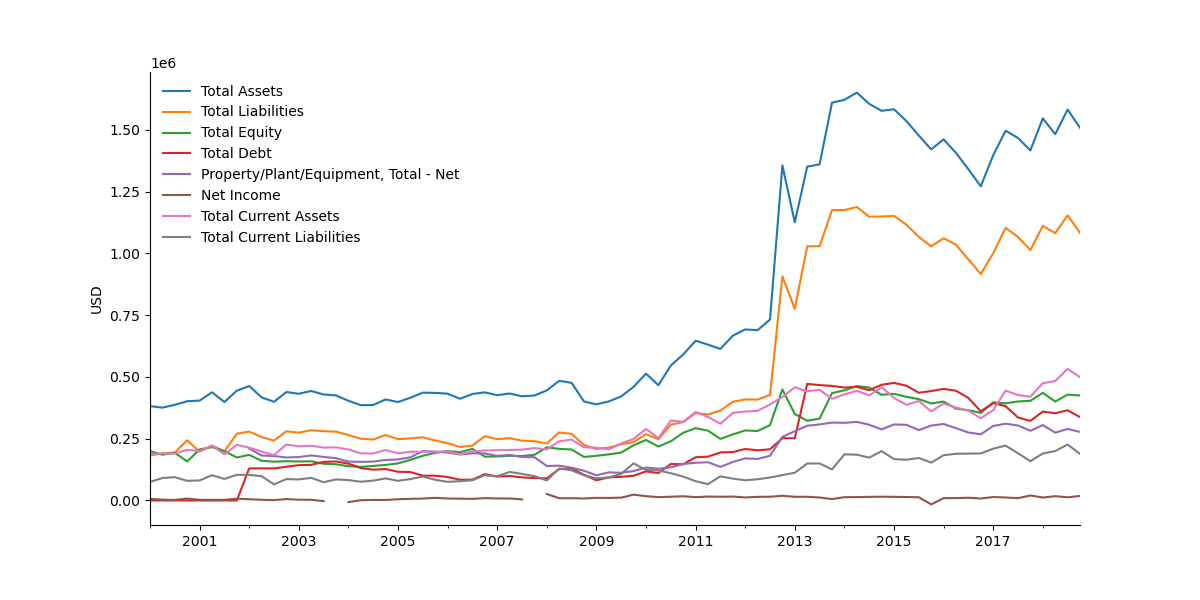 1e6
Total Assets
Total Liabilities
Total Equity
Total Debt
Property/Plant/Equipment, Total - Net
Net Income
Total Current Assets
Total Current Liabilities
USD
1.50
1.25
1.00
0.75
0.50
0.25
0.00
2001 2003 2005 2007 2009 2011 2013 2015 2017